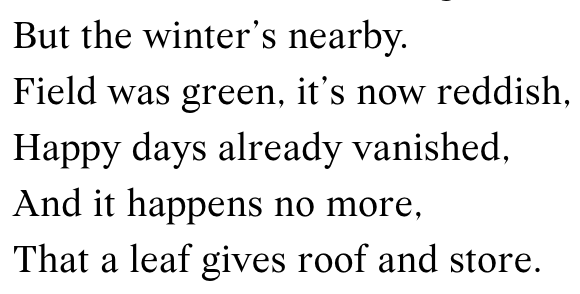 But the winter’s nearby.
Field was green, it’s now reddish,
Happy days already vanished,
And it happens no more,
That a leaf gives roof and store.